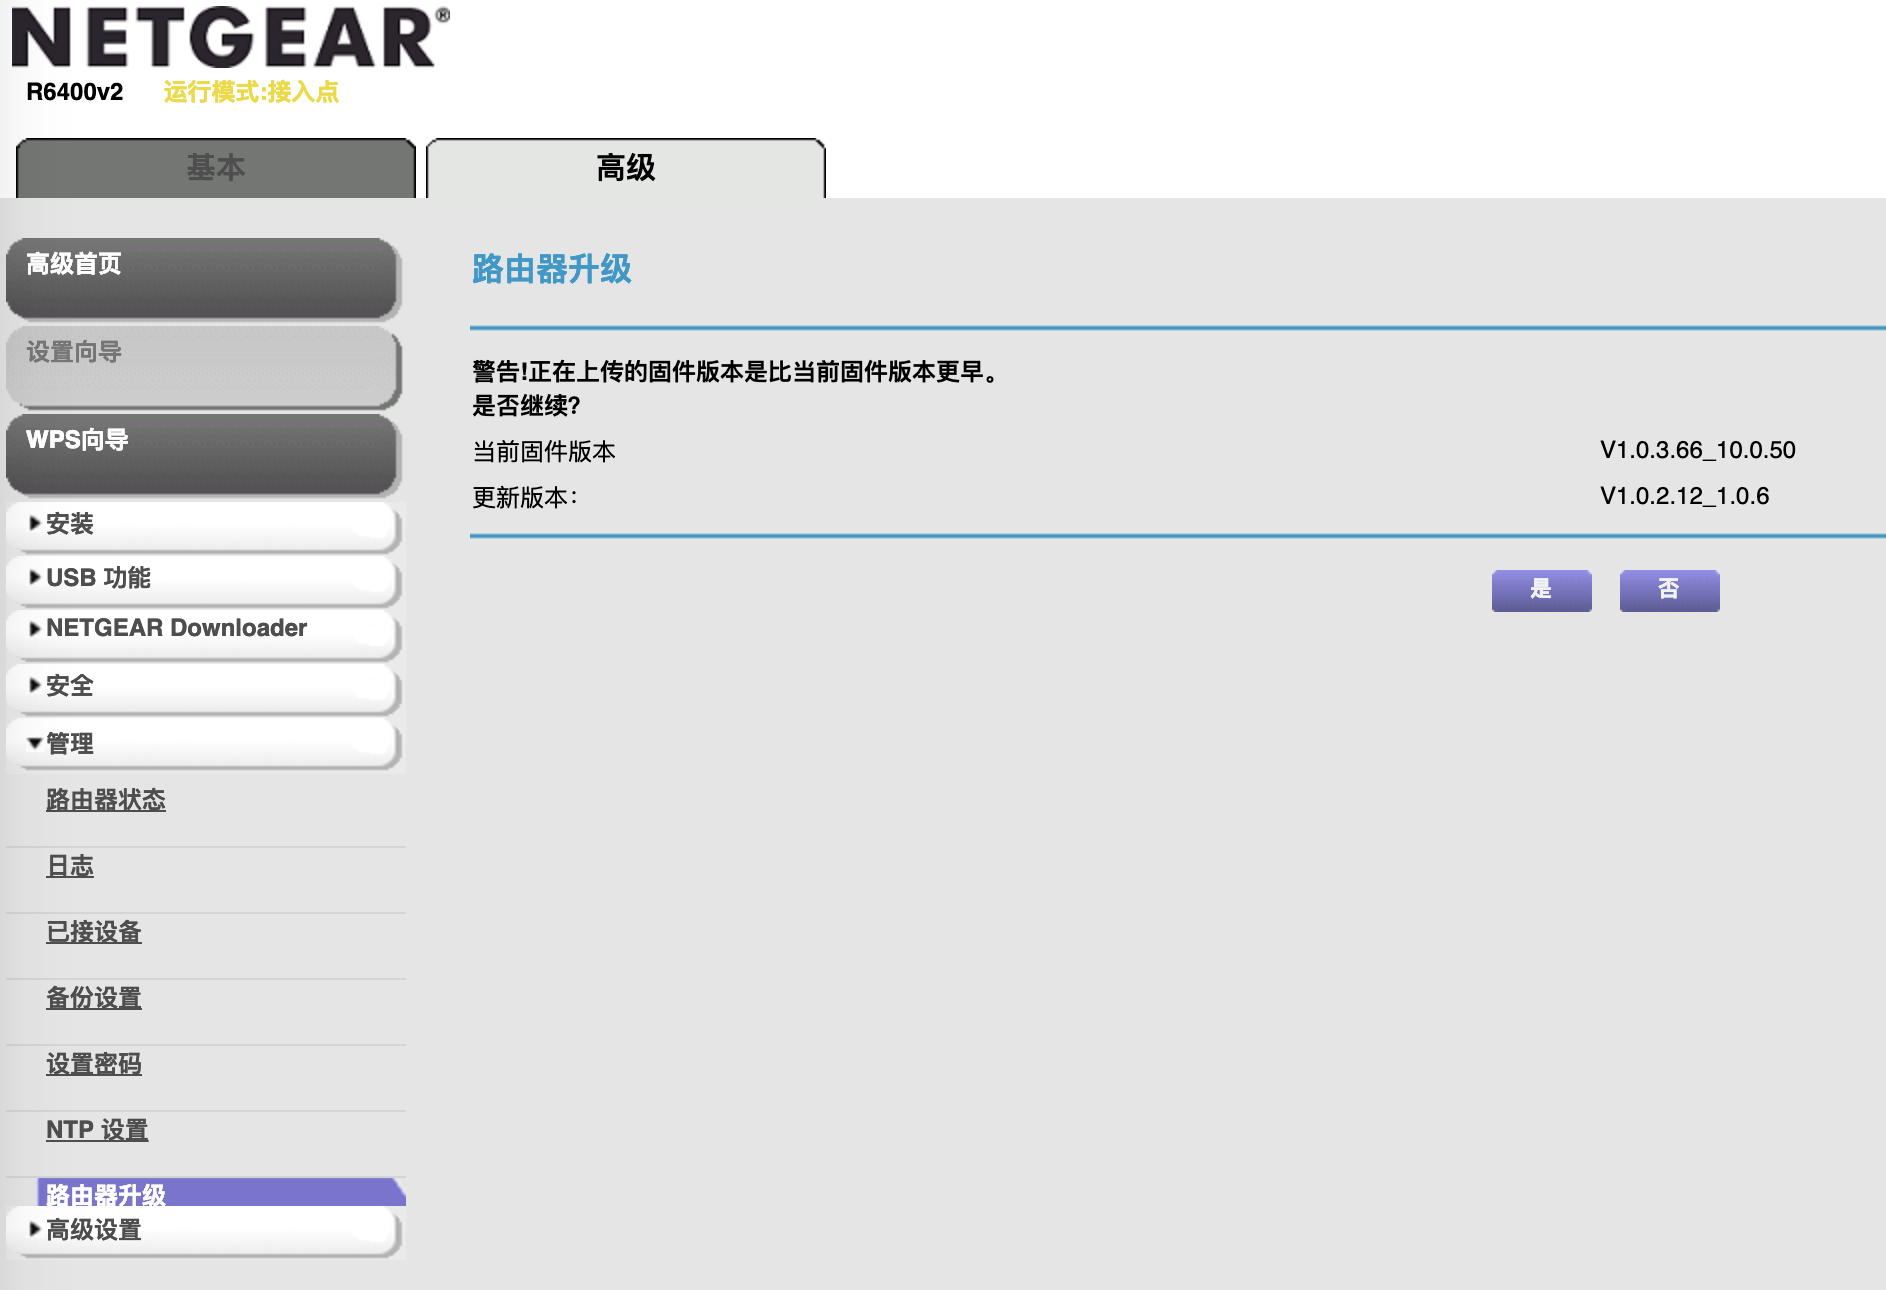 NETGEAR®
R6400v2 运行模式:接入点
基本
高级
高级首页
设置向导
WPS向导
安装
USB 功能
NETGEAR Downloader
安全
管理
路由器状态
日志
已接设备
备份设置
设置密码
NTP 设置
路由器升级
高级设置
路由器升级
警告!正在上传的固件版本是比当前固件版本更早。
是否继续?
当前固件版本 V1.0.3.66_10.0.50
更新版本: V1.0.2.12_1.0.6
是 否